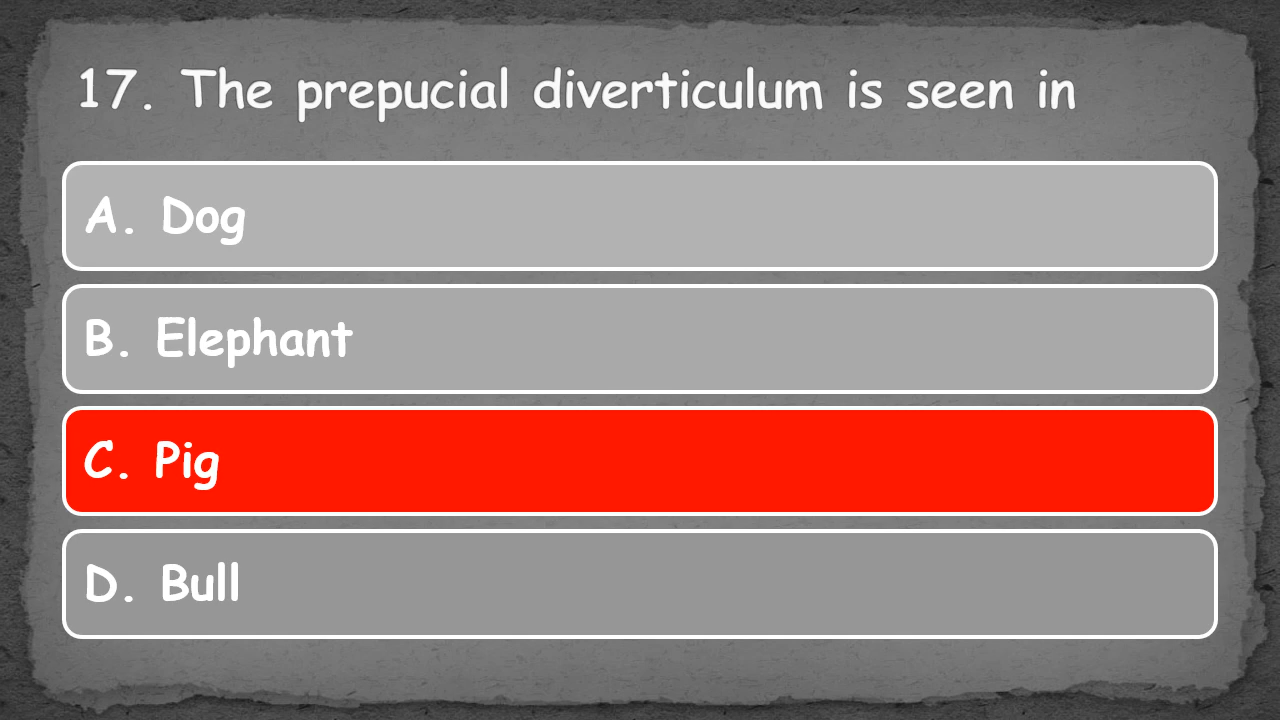 17. The prepucial diverticulum is seen in
A. Dog
B. Elephant
C. Pig
D. Bull